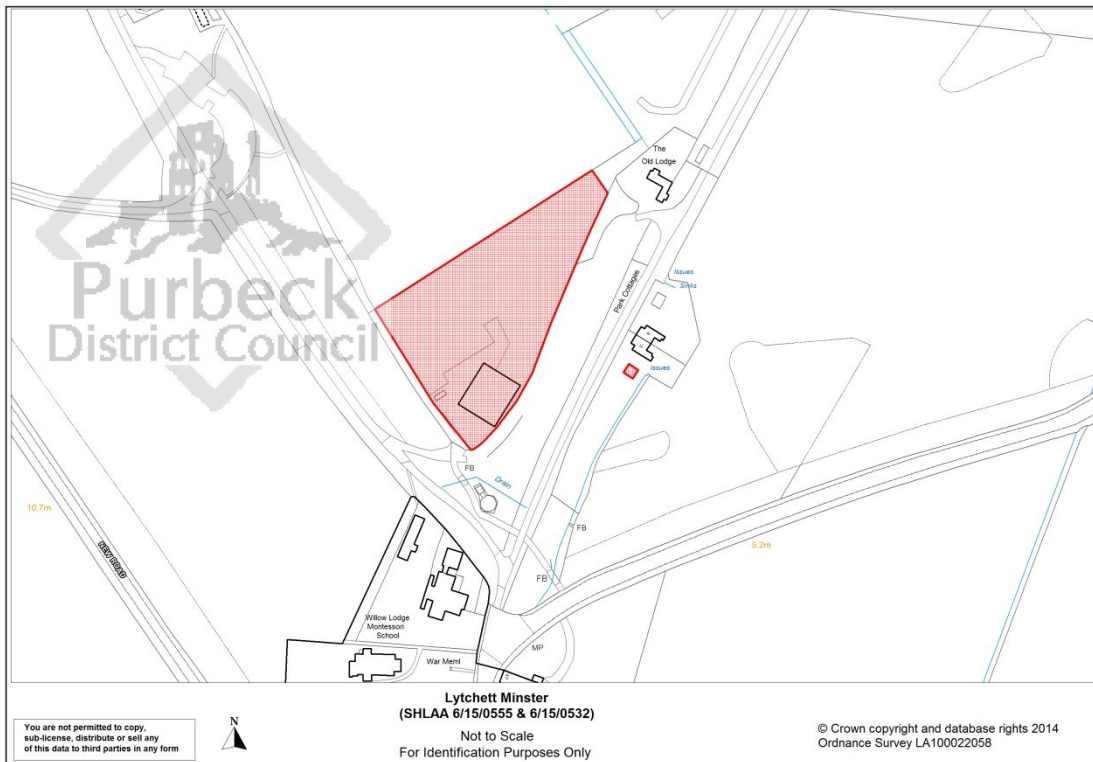 The
Old Lodge
Purbeck
District Council
Park Cottages
Issues
Sinks
Issues
FB
Drain
10.7m
NEW ROAD
FB
5.2m
FB
Willow Lodge
Montessori
School
War Meml
MP
Lytchett Minster
(SHLAA 6/15/0555 & 6/15/0532)
Not to Scale
For Identification Purposes Only
You are not permitted to copy,
sub-license, distribute or sell any
of this data to third parties in any form
N
© Crown copyright and database rights 2014
Ordnance Survey LA100022058